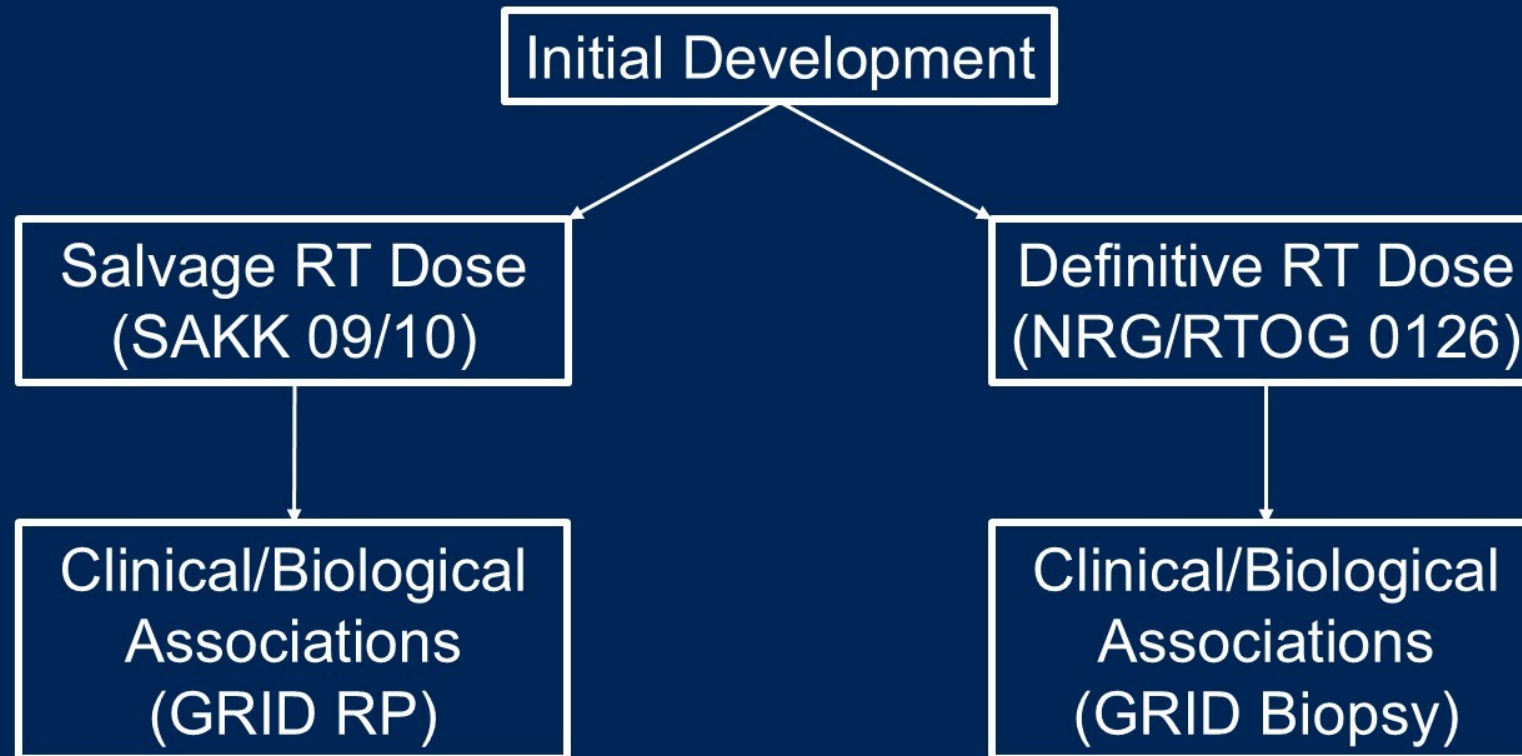 Initial Development
Salvage RT Dose
(SAKK 09/10)
Definitive RT Dose
(NRG/RTOG 0126)
Clinical/Biological
Associations
(GRID RP)
Clinical/Biological
Associations
(GRID Biopsy)